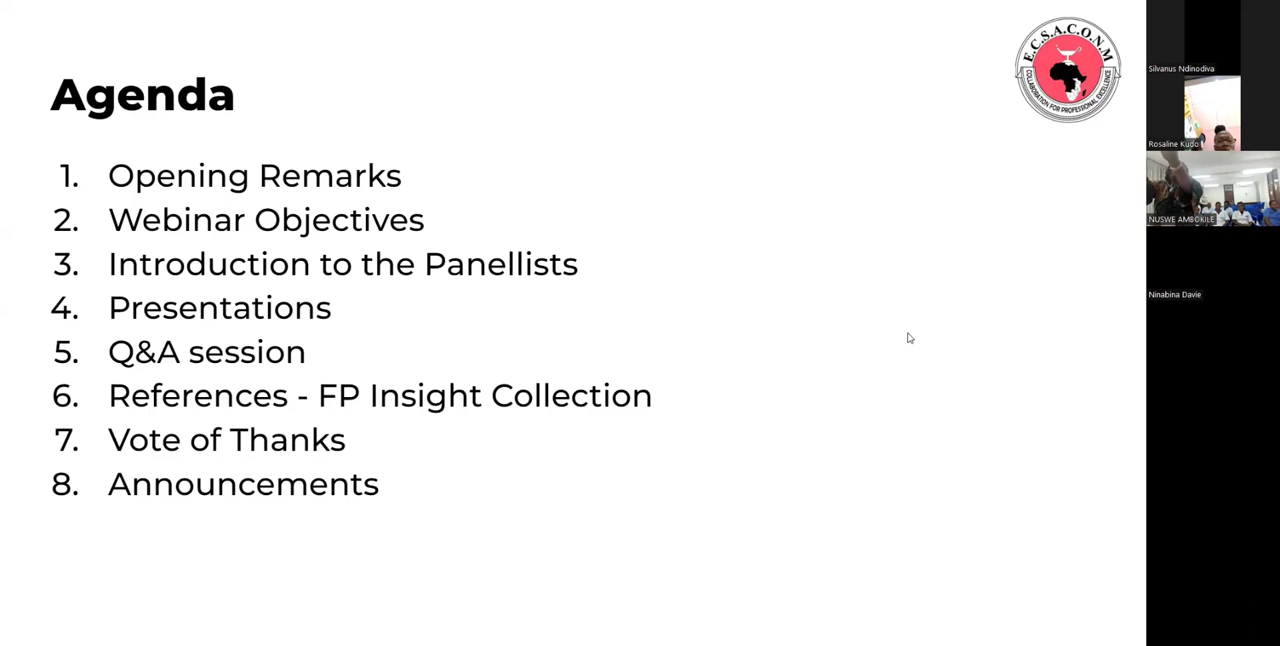 Agenda
1. Opening Remarks
2. Webinar Objectives
3. Introduction to the Panellists
4. Presentations
5. Q&A session
6. References - FP Insight Collection
7. Vote of Thanks
8. Announcements
E.C.S.A.C.O.N.M
COLLABORATION FOR PROFESSIONAL EXCELLENCE
Silvanus Ndinodiva
Rosaline Kudo
NUSWE AMBOKILE
Ninabina Davie